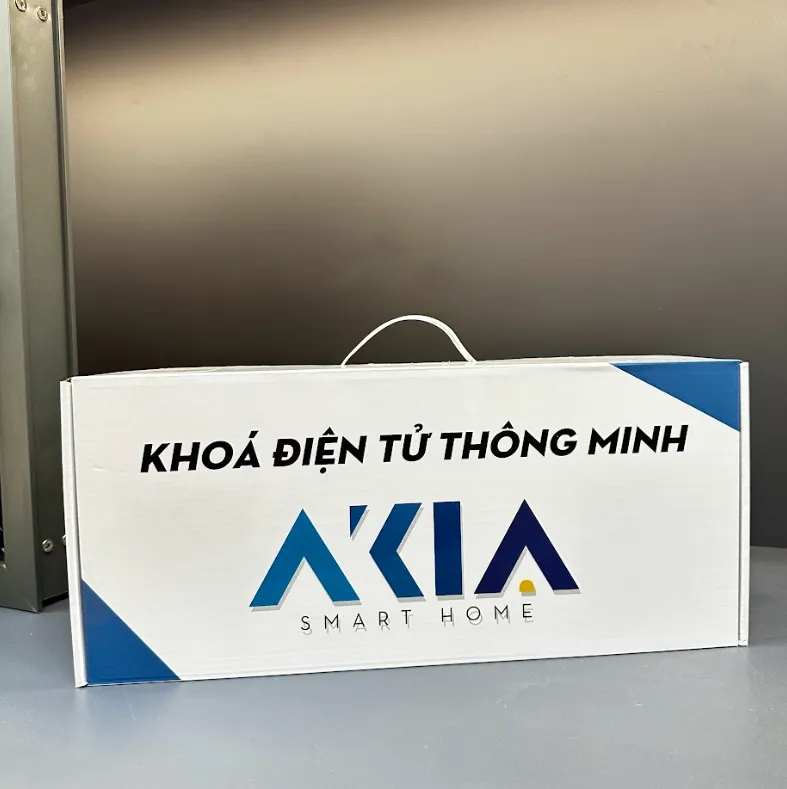 KHOÁ ĐIỆN TỬ THÔNG MINH
AKIA
SMART HOME